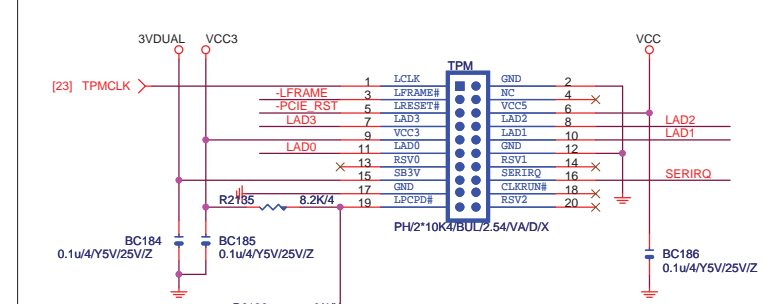 3VDUAL VCC3 VCC
TPM
[23] TPMCLK 1 LCLK GND 2
-LFRAME 3 LFRAME# NC 4
-PCIE_RST 5 LRESET# VCC5 6
LAD3 7 LAD3 LAD2 8 LAD2
9 VCC3 LAD1 10 LAD1
LAD0 11 LAD0 GND 12
13 RSV0 RSV1 14
15 SB3V SERIRQ 16 SERIRQ
17 GND CLKRUN# 18
R2135 8.2K/4 19 LPCPD# RSV2 20
PH/2*10K4/BUL/2.54/VA/D/X
BC184
0.1u/4/Y5V/25V/Z
BC185
0.1u/4/Y5V/25V/Z
BC186
0.1u/4/Y5V/25V/Z